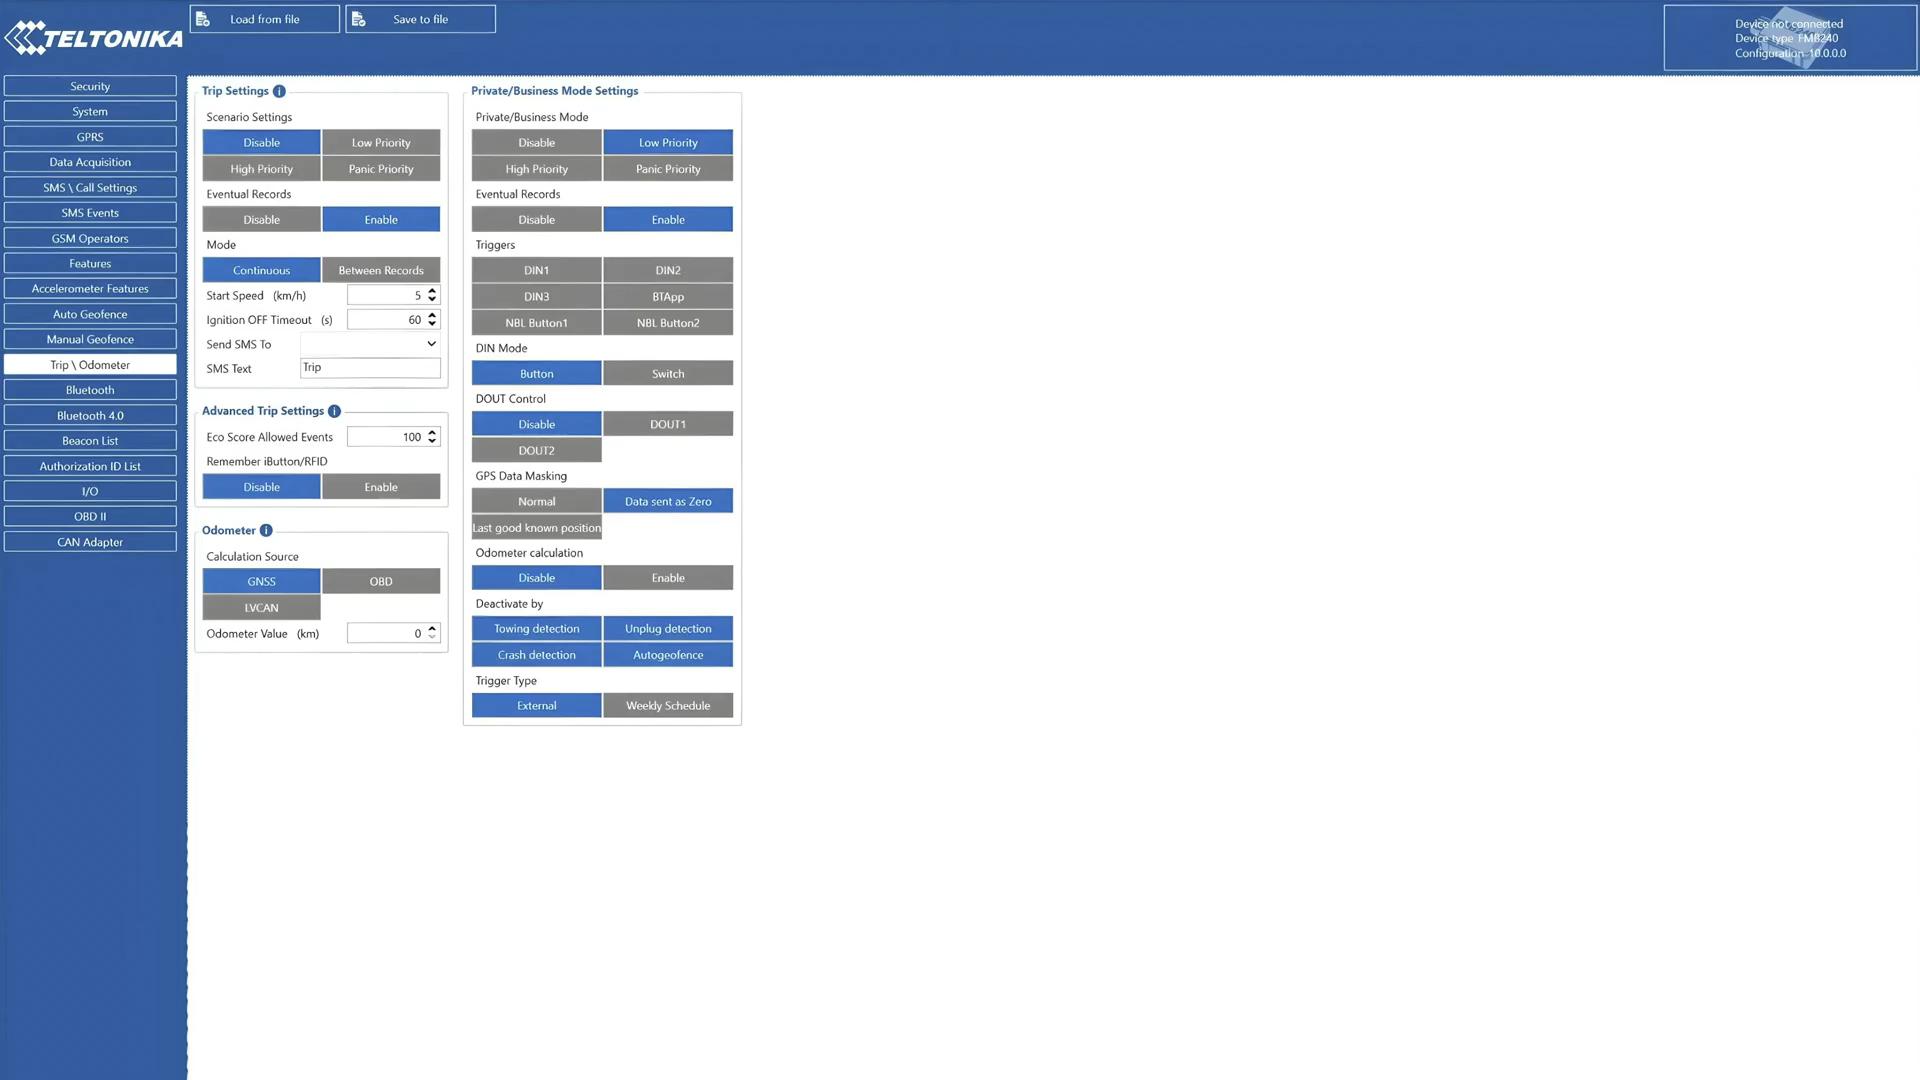 TELTONIKA
Load from file
Save to file
Device not connected
Device type FMB240
Configuration 10.0.0.0
Security
System
GPRS
Data Acquisition
SMS \ Call Settings
SMS Events
GSM Operators
Features
Accelerometer Features
Auto Geofence
Manual Geofence
Trip \ Odometer
Bluetooth
Bluetooth 4.0
Beacon List
Authorization ID List
I/O
OBD II
CAN Adapter
Trip Settings i
Scenario Settings
Disable Low Priority
High Priority Panic Priority
Eventual Records
Disable Enable
Mode
Continuous Between Records
Start Speed (km/h) 5
Ignition OFF Timeout (s) 60
Send SMS To
SMS Text Trip
Advanced Trip Settings i
Eco Score Allowed Events 100
Remember iButton/RFID
Disable Enable
Odometer i
Calculation Source
GNSS OBD
LVCAN
Odometer Value (km) 0
Private/Business Mode Settings
Private/Business Mode
Disable Low Priority
High Priority Panic Priority
Eventual Records
Disable Enable
Triggers
DIN1 DIN2
DIN3 BTApp
NBL Button1 NBL Button2
DIN Mode
Button Switch
DOUT Control
Disable DOUT1
DOUT2
GPS Data Masking
Normal Data sent as Zero
Last good known position
Odometer calculation
Disable Enable
Deactivate by
Towing detection Unplug detection
Crash detection Autogeofence
Trigger Type
External Weekly Schedule